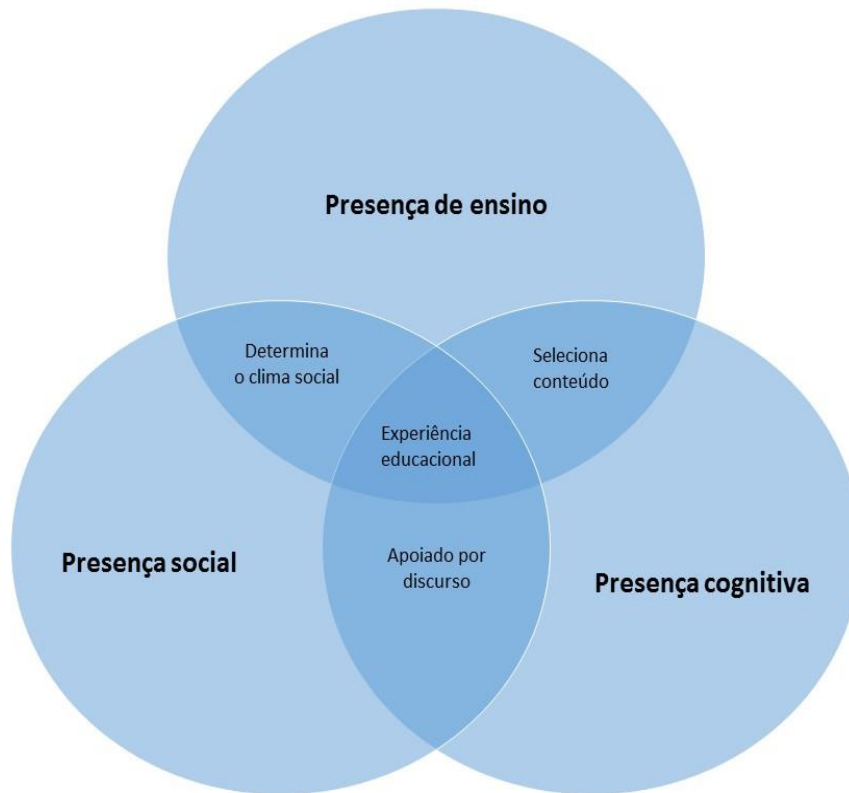 Presença de ensino
Determina
o clima social
Seleciona
conteúdo
Experiência
educacional
Presença social
Apoiado por
discurso
Presença cognitiva